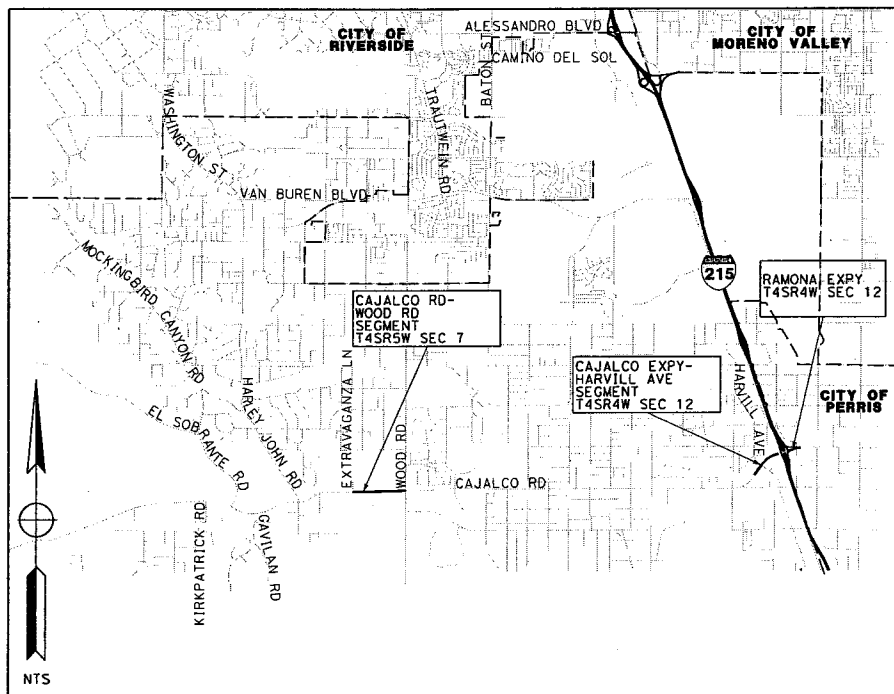 ALESSANDRO BLVD
CITY OF
RIVERSIDE
CITY OF
MORENO VALLEY
BATON ST
CAMINO DEL SOL
WASHINGTON ST
TRAUTWEIN RD
VAN BUREN BLVD
MOCKINGBIRD CANYON RD
215
RAMONA EXPY
T4SR4W SEC 12
CAJALCO RD-
WOOD RD
SEGMENT
T4SR5W SEC 7
CAJALCO EXPY-
HARVILL AVE
SEGMENT
T4SR4W SEC 12
HARVILL AVE
CITY OF
PERRIS
EL SOBRANTE RD
HARLEY JOHN RD
EXTRAVAGANZA LN
WOOD RD
CAJALCO RD
KIRKPATRICK RD
GAVILAN RD
NTS